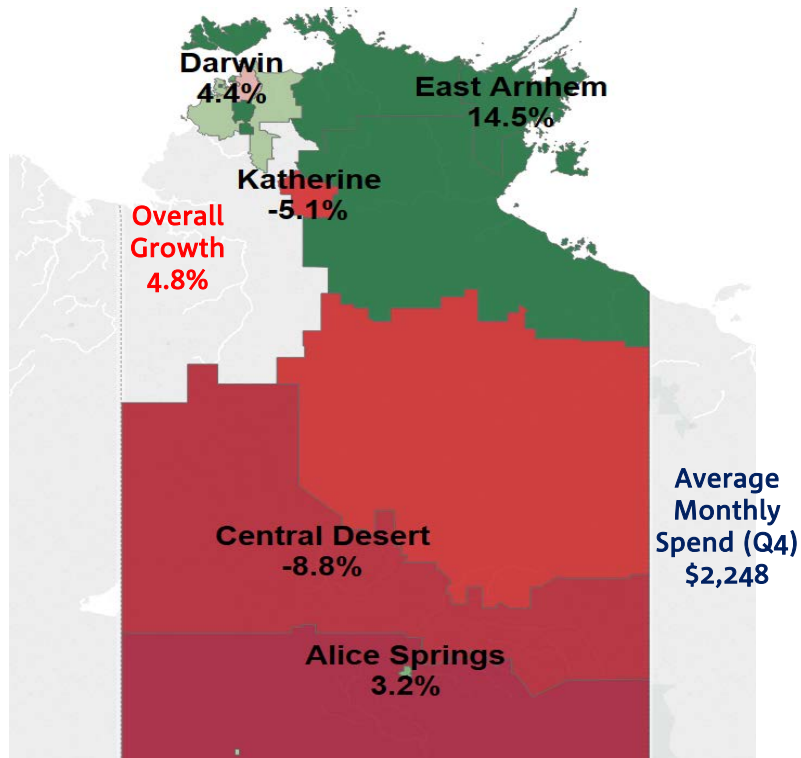 Darwin
4.4%
East Arnhem
14.5%
Katherine
-5.1%
Overall
Growth
4.8%
Average
Monthly
Spend (Q4)
$2,248
Central Desert
-8.8%
Alice Springs
3.2%